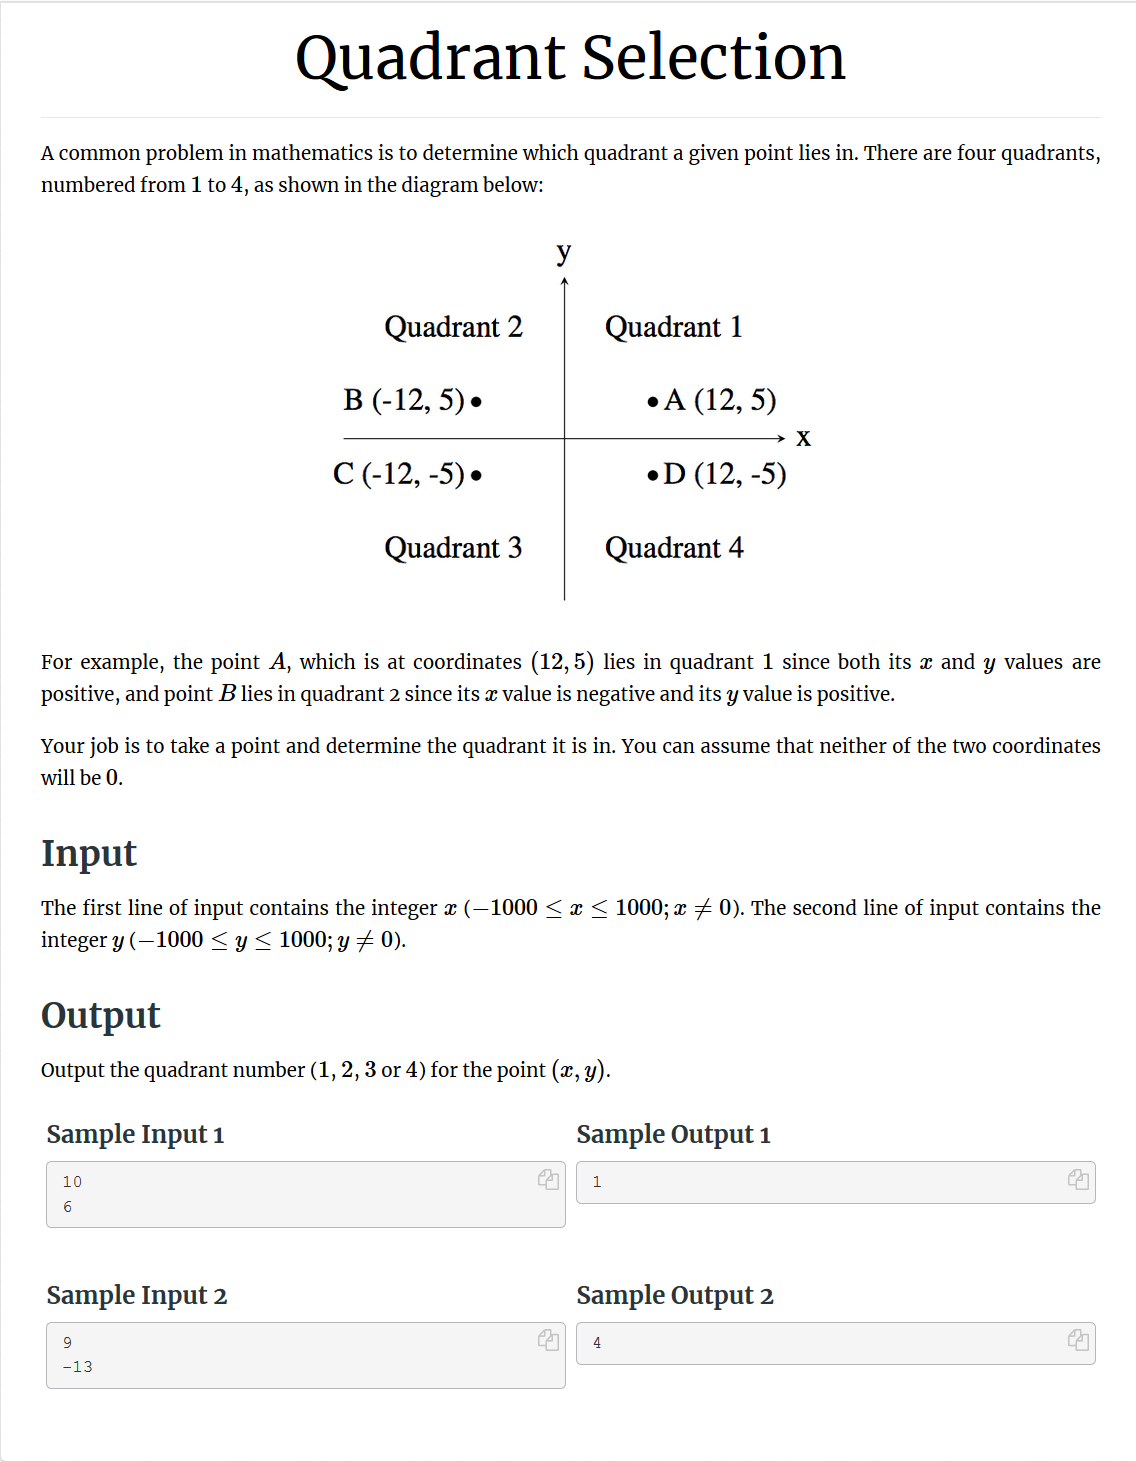 Quadrant Selection
A common problem in mathematics is to determine which quadrant a given point lies in. There are four quadrants,
numbered from 1 to 4, as shown in the diagram below:
y
Quadrant 2 Quadrant 1
B (-12, 5) A (12, 5)
x
C (-12, -5) D (12, -5)
Quadrant 3 Quadrant 4
For example, the point A, which is at coordinates (12, 5) lies in quadrant 1 since both its x and y values are
positive, and point B lies in quadrant 2 since its x value is negative and its y value is positive.
Your job is to take a point and determine the quadrant it is in. You can assume that neither of the two coordinates
will be 0.
Input
The first line of input contains the integer x (−1000 ≤ x ≤ 1000; x ≠ 0). The second line of input contains the
integer y (−1000 ≤ y ≤ 1000; y ≠ 0).
Output
Output the quadrant number (1, 2, 3 or 4) for the point (x, y).
Sample Input 1 Sample Output 1
10 1
6
Sample Input 2 Sample Output 2
9 4
-13